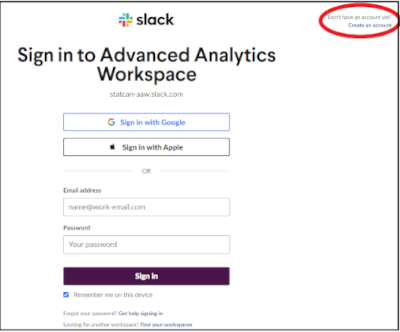 slack
Don't have an account yet?
Create an account
Sign in to Advanced Analytics
Workspace
statcan-aaw.slack.com
Sign in with Google
Sign in with Apple
OR
Email address
name@work-email.com
Password
Your password
Sign In
Remember me on this device
Forgot your password? Get help signing in
Looking for another workspace? Find your workspaces